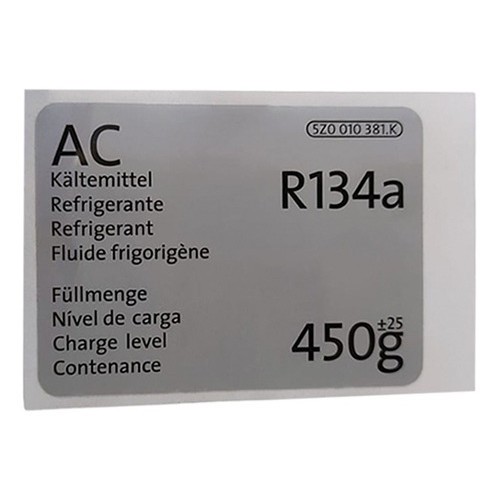 AC
5Z0 010 381.K
Kältemittel
Refrigerante
Refrigerant
Fluide frigorigène
R134a
Füllmenge
Nível de carga
Charge level
Contenance
450g ±25